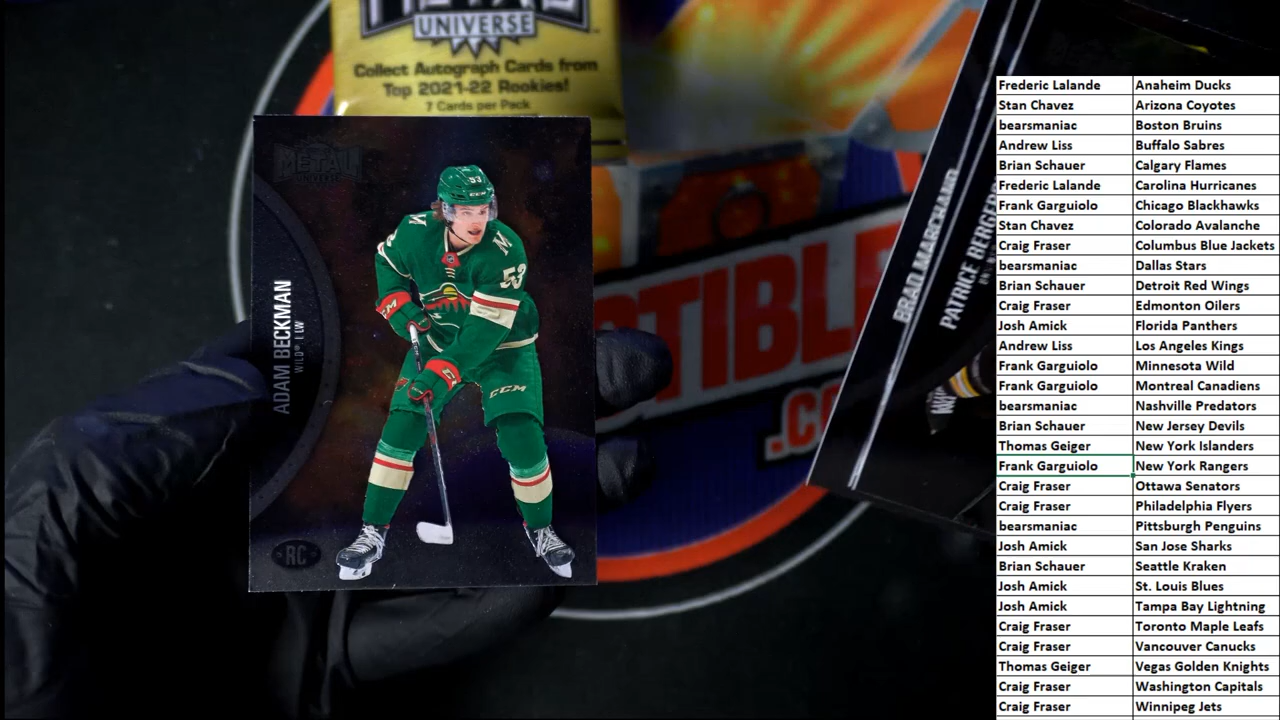 METAL
UNIVERSE
Collect Autograph Cards from
Top 2021-22 Rookies!
7 Cards per Pack
METAL
ADAM BECKMAN
WILD® LW
RC
53
53
M
CCM
CCM
TIBLE
.CO
BRAD MARCHAND
PATRICE BERGER
Frederic Lalande Anaheim Ducks
Stan Chavez Arizona Coyotes
bearsmaniac Boston Bruins
Andrew Liss Buffalo Sabres
Brian Schauer Calgary Flames
Frederic Lalande Carolina Hurricanes
Frank Garguiolo Chicago Blackhawks
Stan Chavez Colorado Avalanche
Craig Fraser Columbus Blue Jackets
bearsmaniac Dallas Stars
Brian Schauer Detroit Red Wings
Craig Fraser Edmonton Oilers
Josh Amick Florida Panthers
Andrew Liss Los Angeles Kings
Frank Garguiolo Minnesota Wild
Frank Garguiolo Montreal Canadiens
bearsmaniac Nashville Predators
Brian Schauer New Jersey Devils
Thomas Geiger New York Islanders
Frank Garguiolo New York Rangers
Craig Fraser Ottawa Senators
Craig Fraser Philadelphia Flyers
bearsmaniac Pittsburgh Penguins
Josh Amick San Jose Sharks
Brian Schauer Seattle Kraken
Josh Amick St. Louis Blues
Josh Amick Tampa Bay Lightning
Craig Fraser Toronto Maple Leafs
Craig Fraser Vancouver Canucks
Thomas Geiger Vegas Golden Knights
Craig Fraser Washington Capitals
Craig Fraser Winnipeg Jets